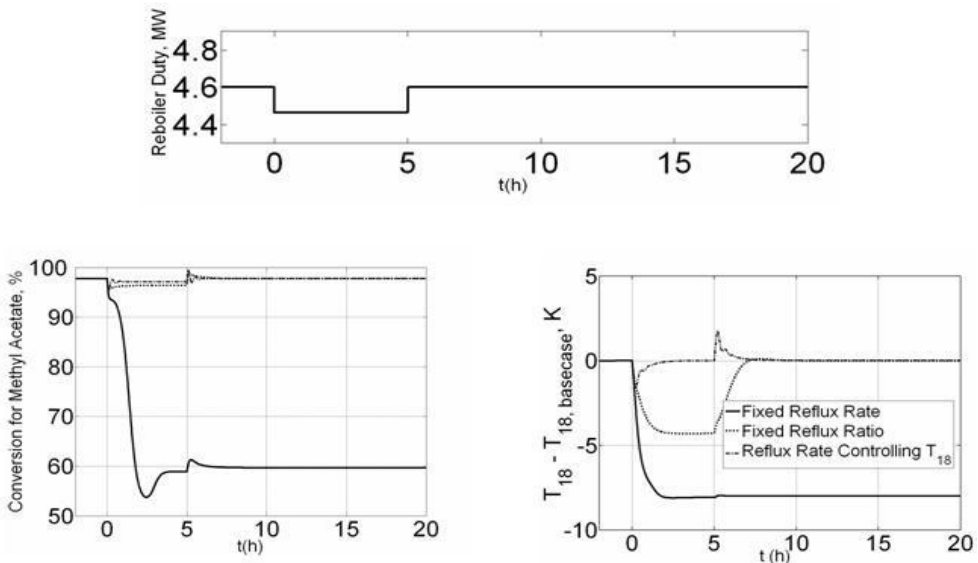 Reboiler Duty, MW
4.8
4.6
4.4
0 5 10 15 20
t(h)
Conversion for Methyl Acetate, %
100
90
80
70
60
50
0 5 10 15 20
t(h)
T18 - T18, basecase, K
5
0
-5
-10
Fixed Reflux Rate
Fixed Reflux Ratio
Reflux Rate Controlling T18
0 5 10 15 20
t (h)